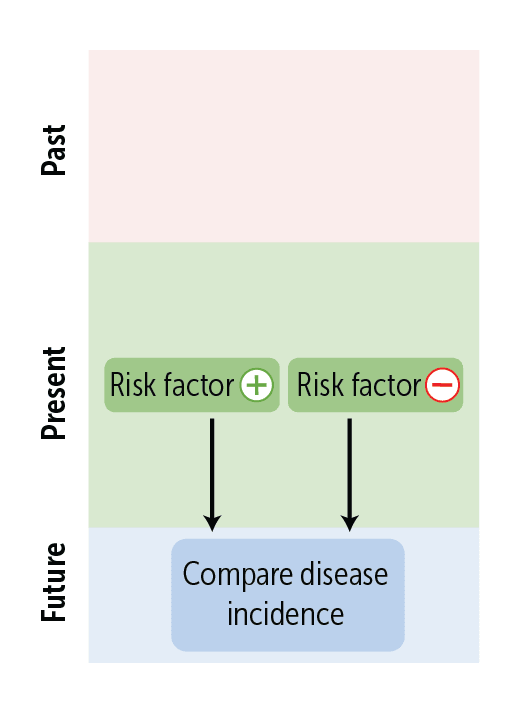 Past
Present
Risk factor +
Risk factor −
Future
Compare disease
incidence